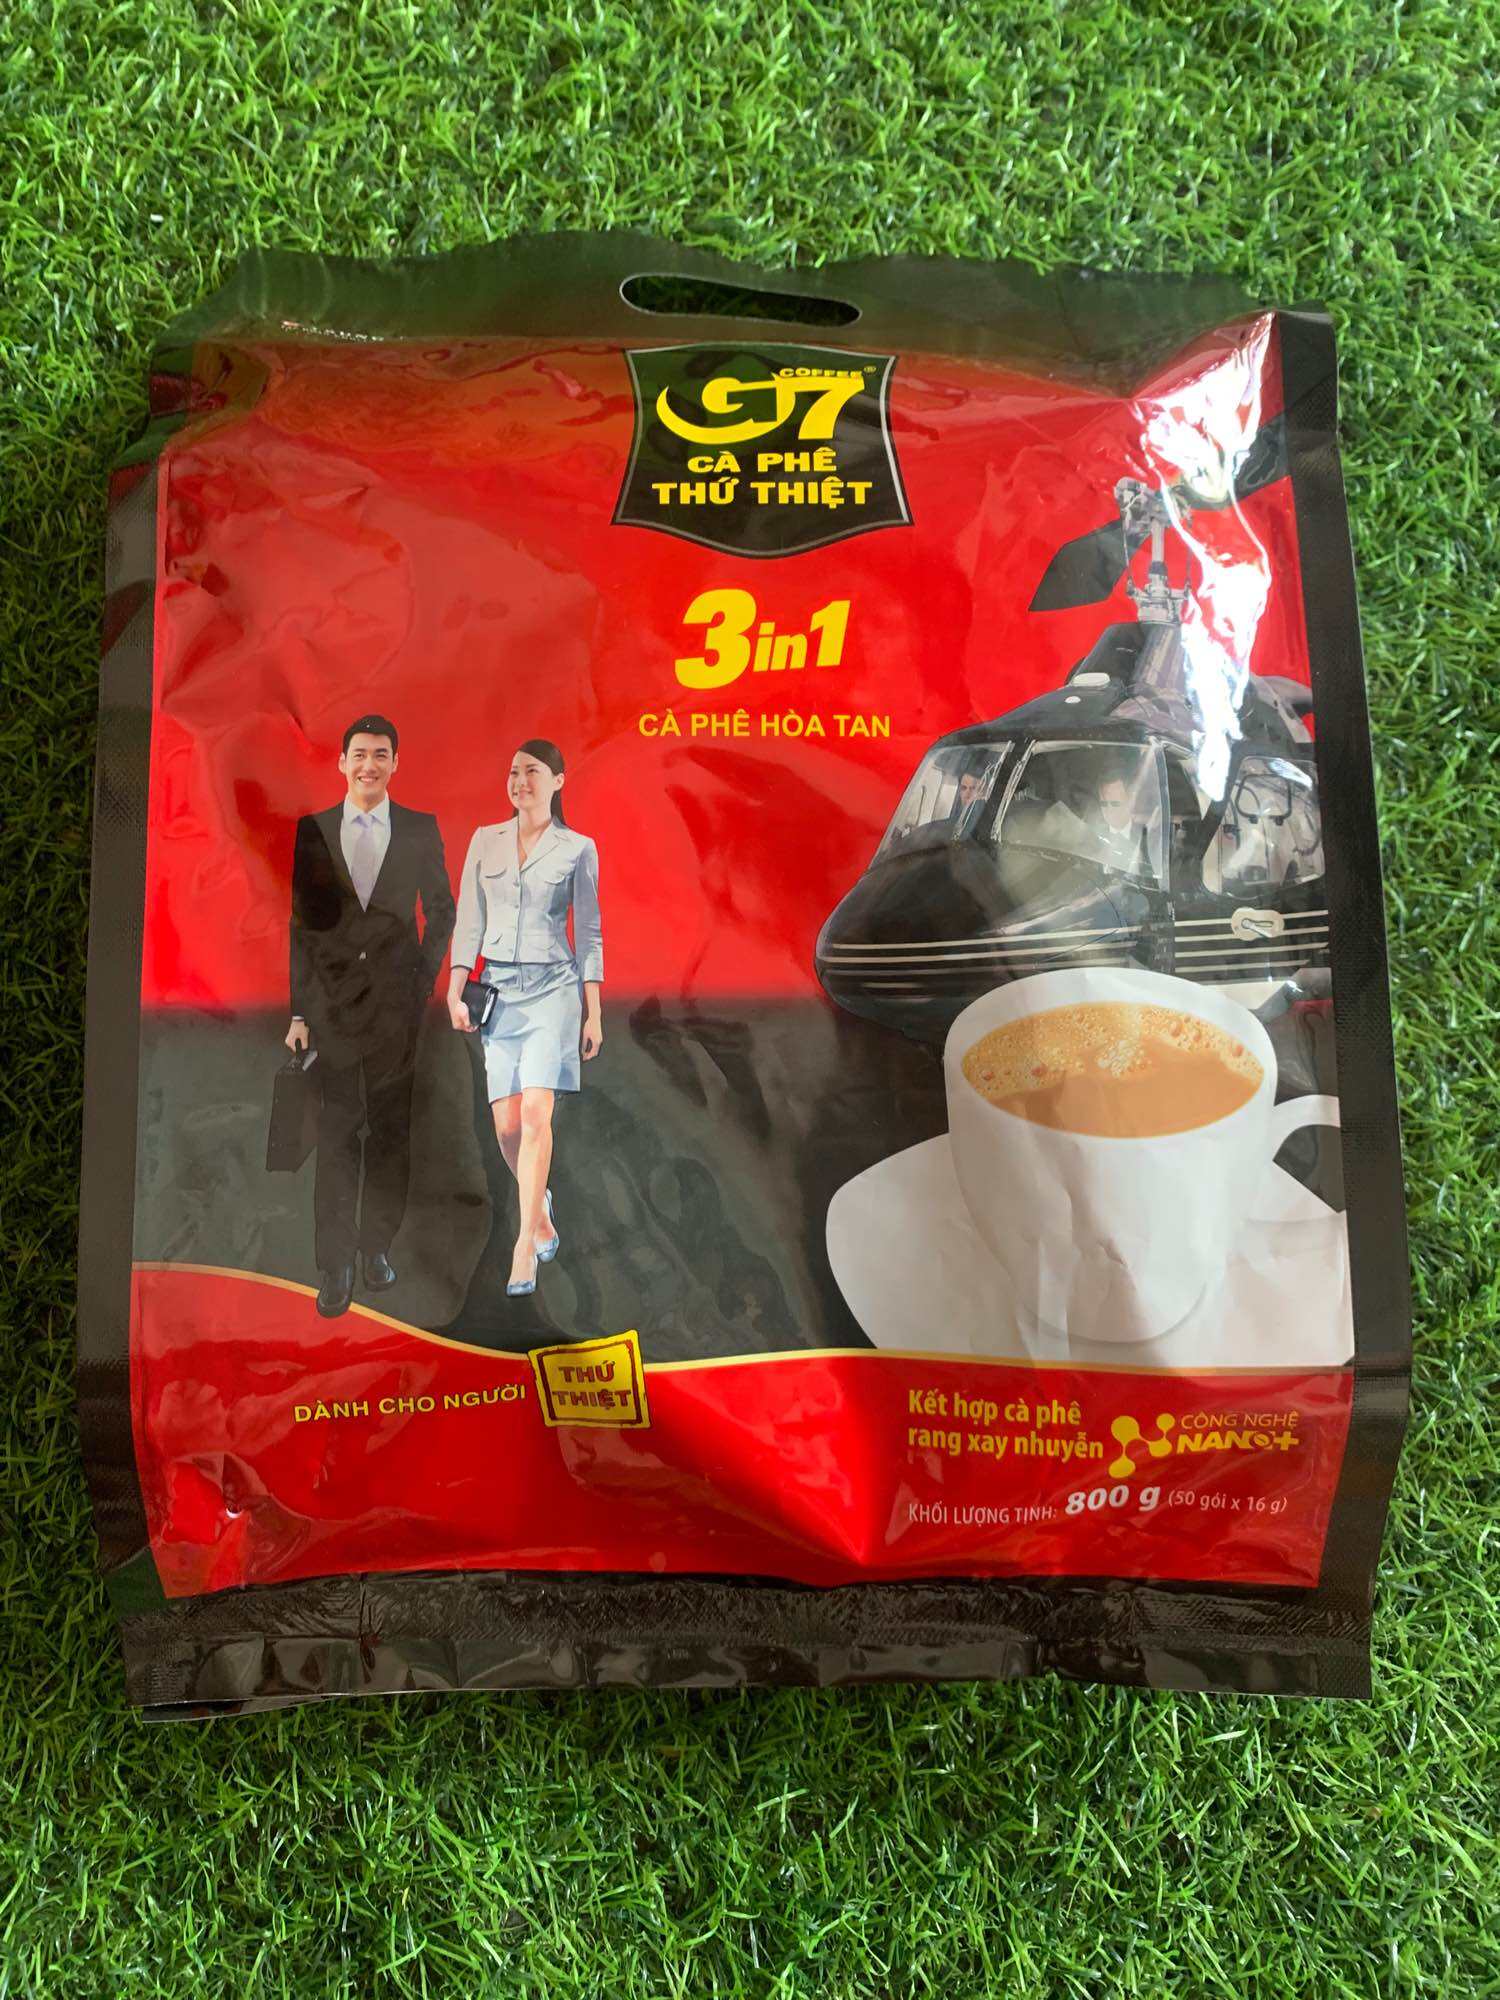 COFFEE®
G7
CÀ PHÊ
THỨ THIỆT
3in1
CÀ PHÊ HÒA TAN
DÀNH CHO NGƯỜI
THỨ
THIỆT
Kết hợp cà phê
rang xay nhuyễn
CÔNG NGHỆ
NANO+
KHỐI LƯỢNG TỊNH: 800 g (50 gói x 16 g)